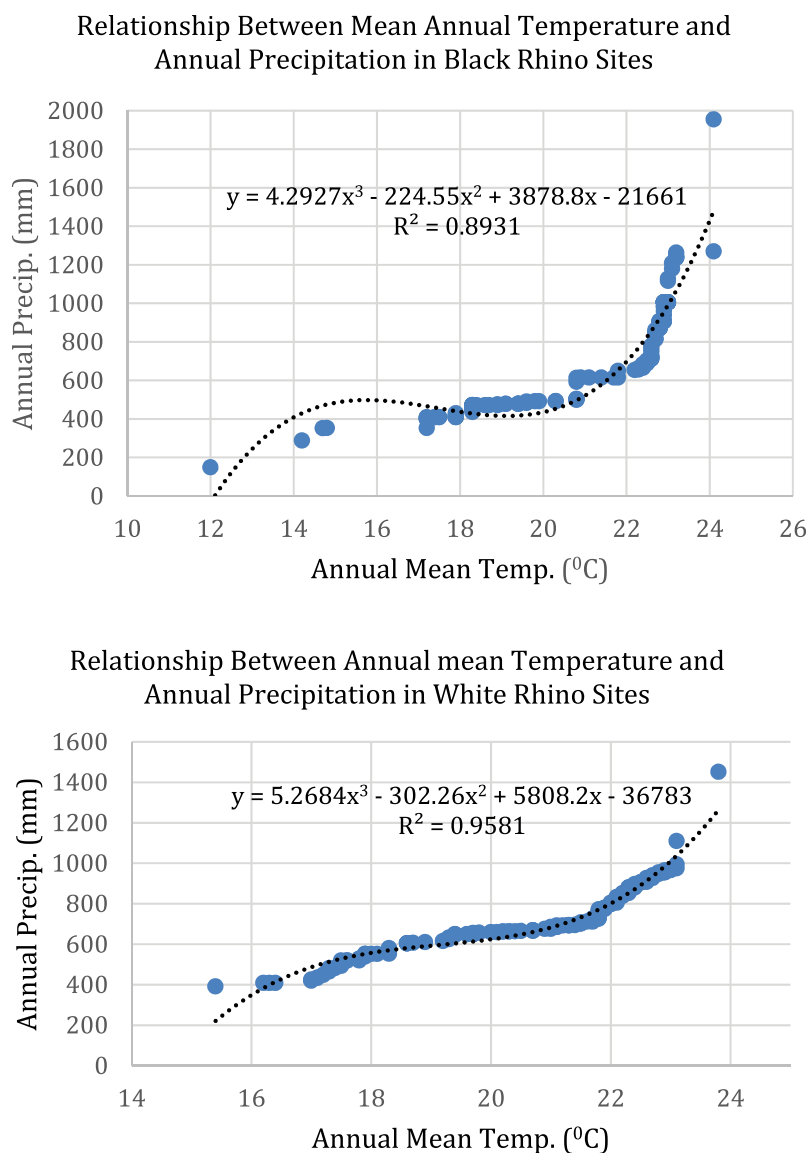 Relationship Between Mean Annual Temperature and
Annual Precipitation in Black Rhino Sites
Annual Precip. (mm)
2000
1800
1600
1400
1200
1000
800
600
400
200
0
y = 4.2927x³ - 224.55x² + 3878.8x - 21661
R² = 0.8931
10 12 14 16 18 20 22 24 26
Annual Mean Temp. (⁰C)
Relationship Between Annual mean Temperature and
Annual Precipitation in White Rhino Sites
Annual Precip. (mm)
1600
1400
1200
1000
800
600
400
200
0
y = 5.2684x³ - 302.26x² + 5808.2x - 36783
R² = 0.9581
14 16 18 20 22 24
Annual Mean Temp. (⁰C)